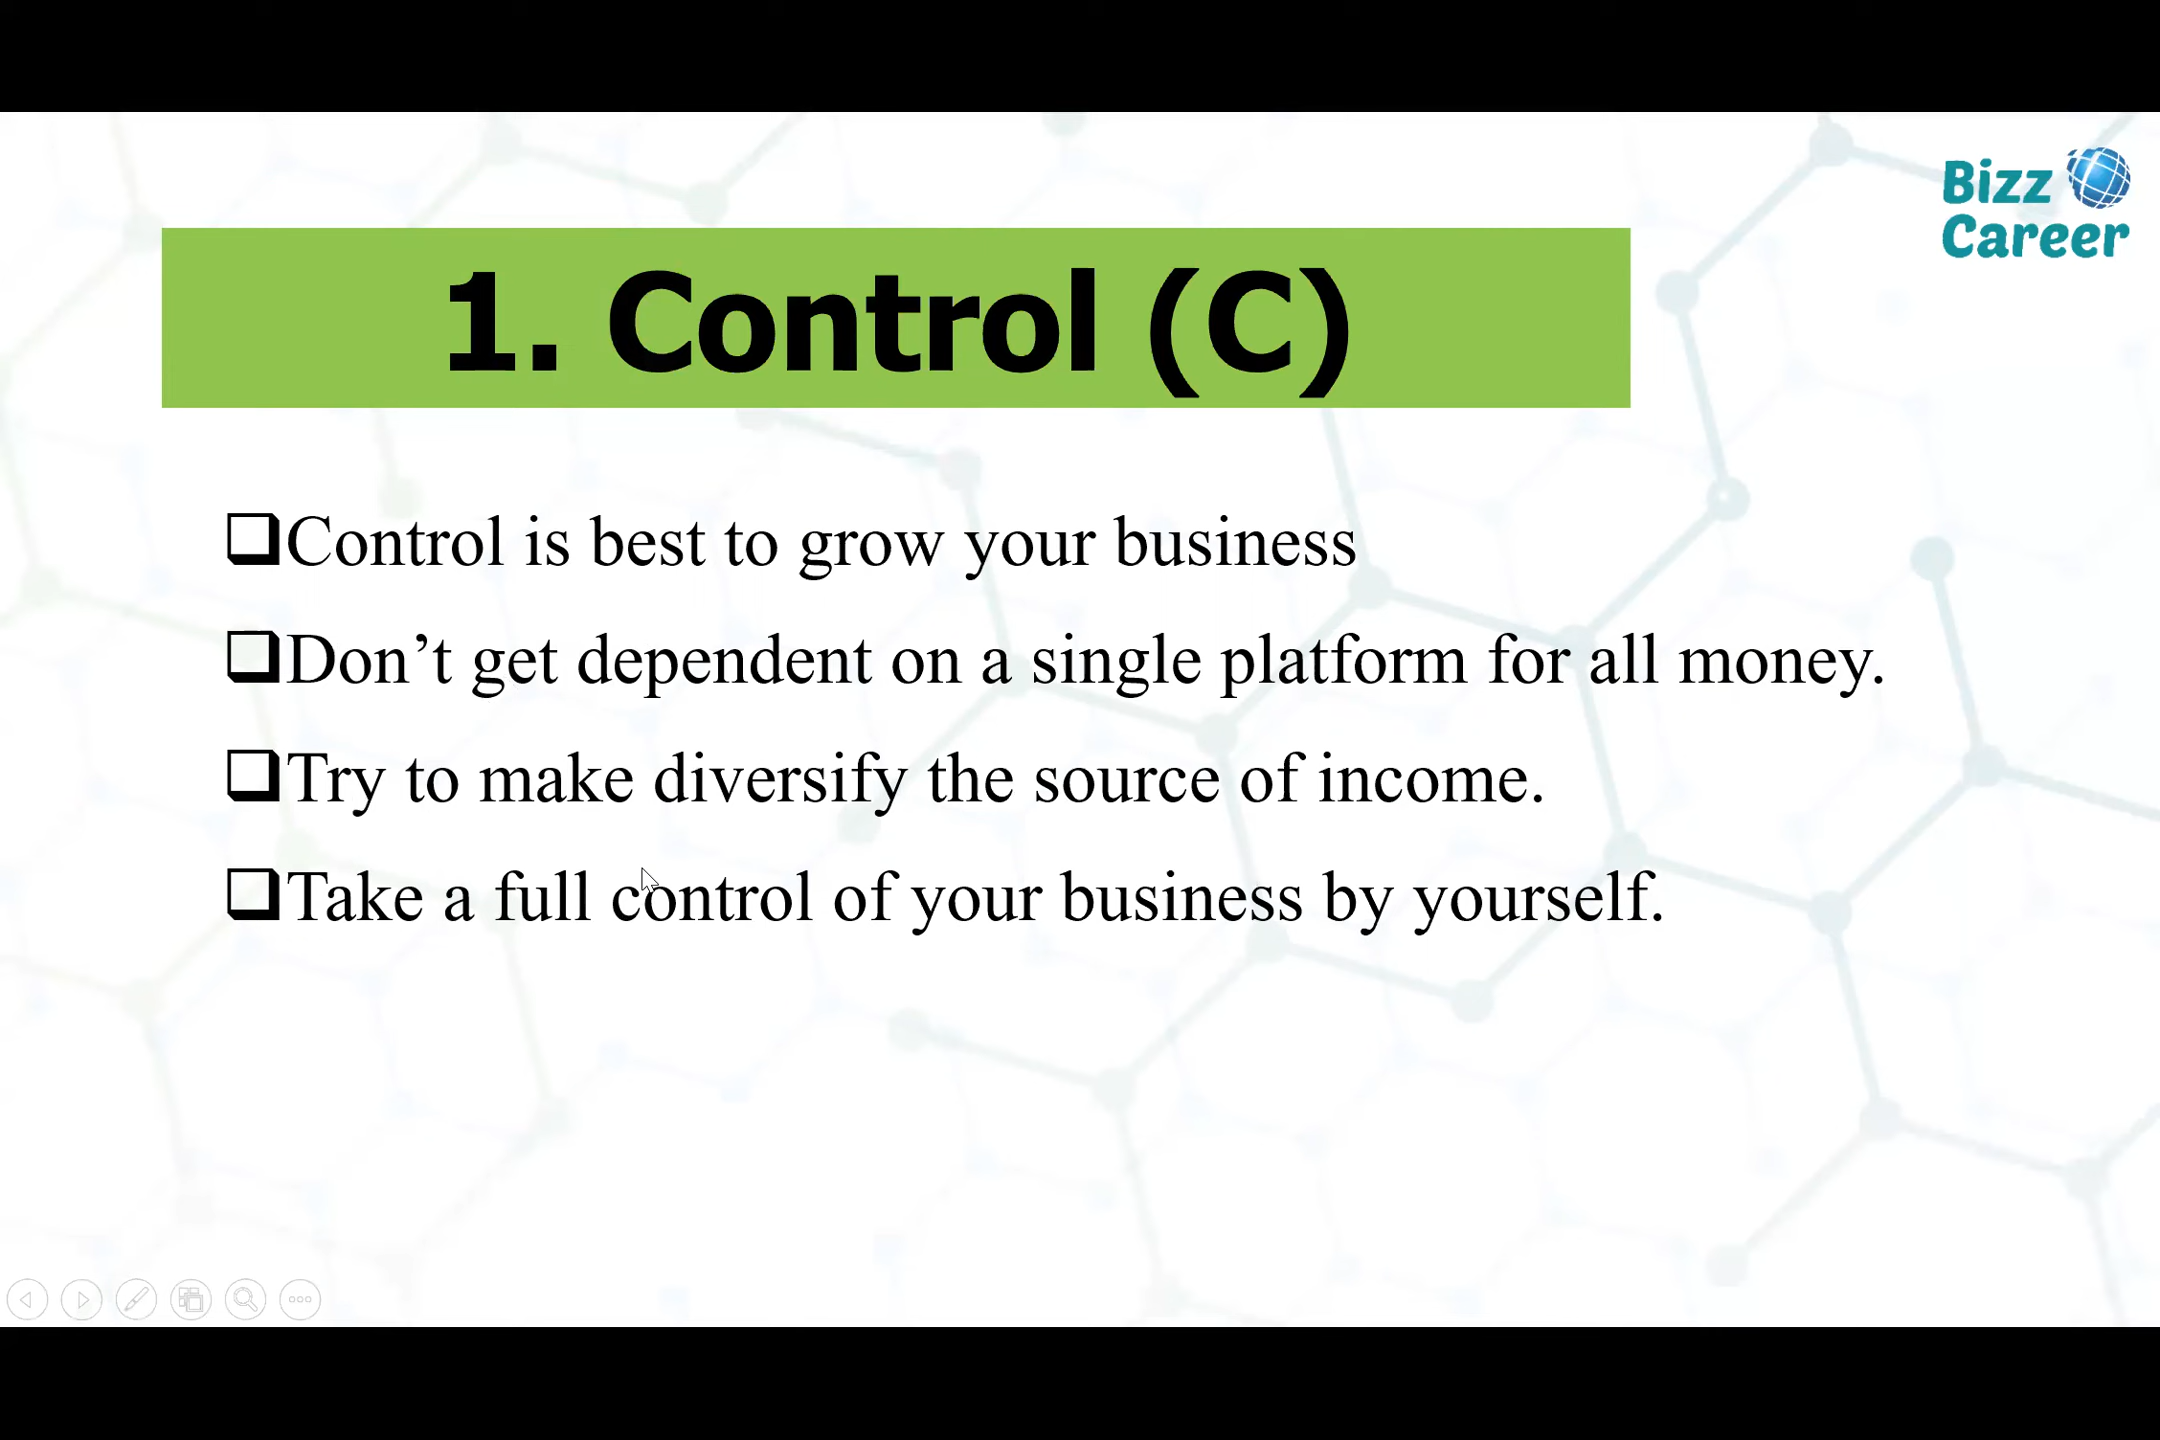 Bizz
Career
1. Control (C)
Control is best to grow your business
Don’t get dependent on a single platform for all money.
Try to make diversify the source of income.
Take a full control of your business by yourself.